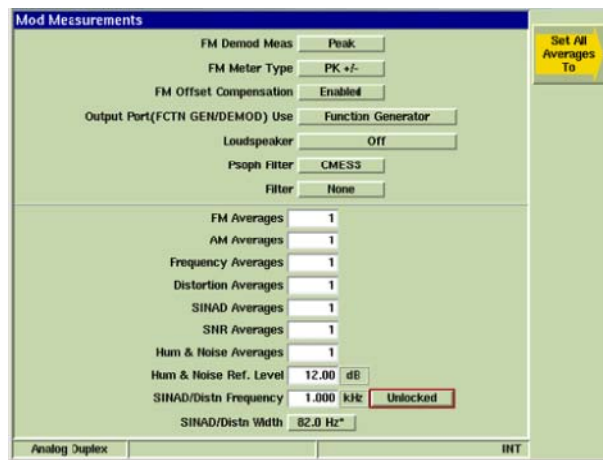 Mod Measurements
FM Demod Meas Peak
FM Meter Type PK +/-
FM Offset Compensation Enabled
Output Port(FCTN GEN/DEMOD) Use Function Generator
Loudspeaker Off
Psoph Filter CMESS
Filter None
FM Averages 1
AM Averages 1
Frequency Averages 1
Distortion Averages 1
SINAD Averages 1
SNR Averages 1
Hum & Noise Averages 1
Hum & Noise Ref. Level 12.00 dB
SINAD/Distn Frequency 1.000 kHz Unlocked
SINAD/Distn Width 82.0 Hz*
Set All
Averages
To
Analog Duplex INT